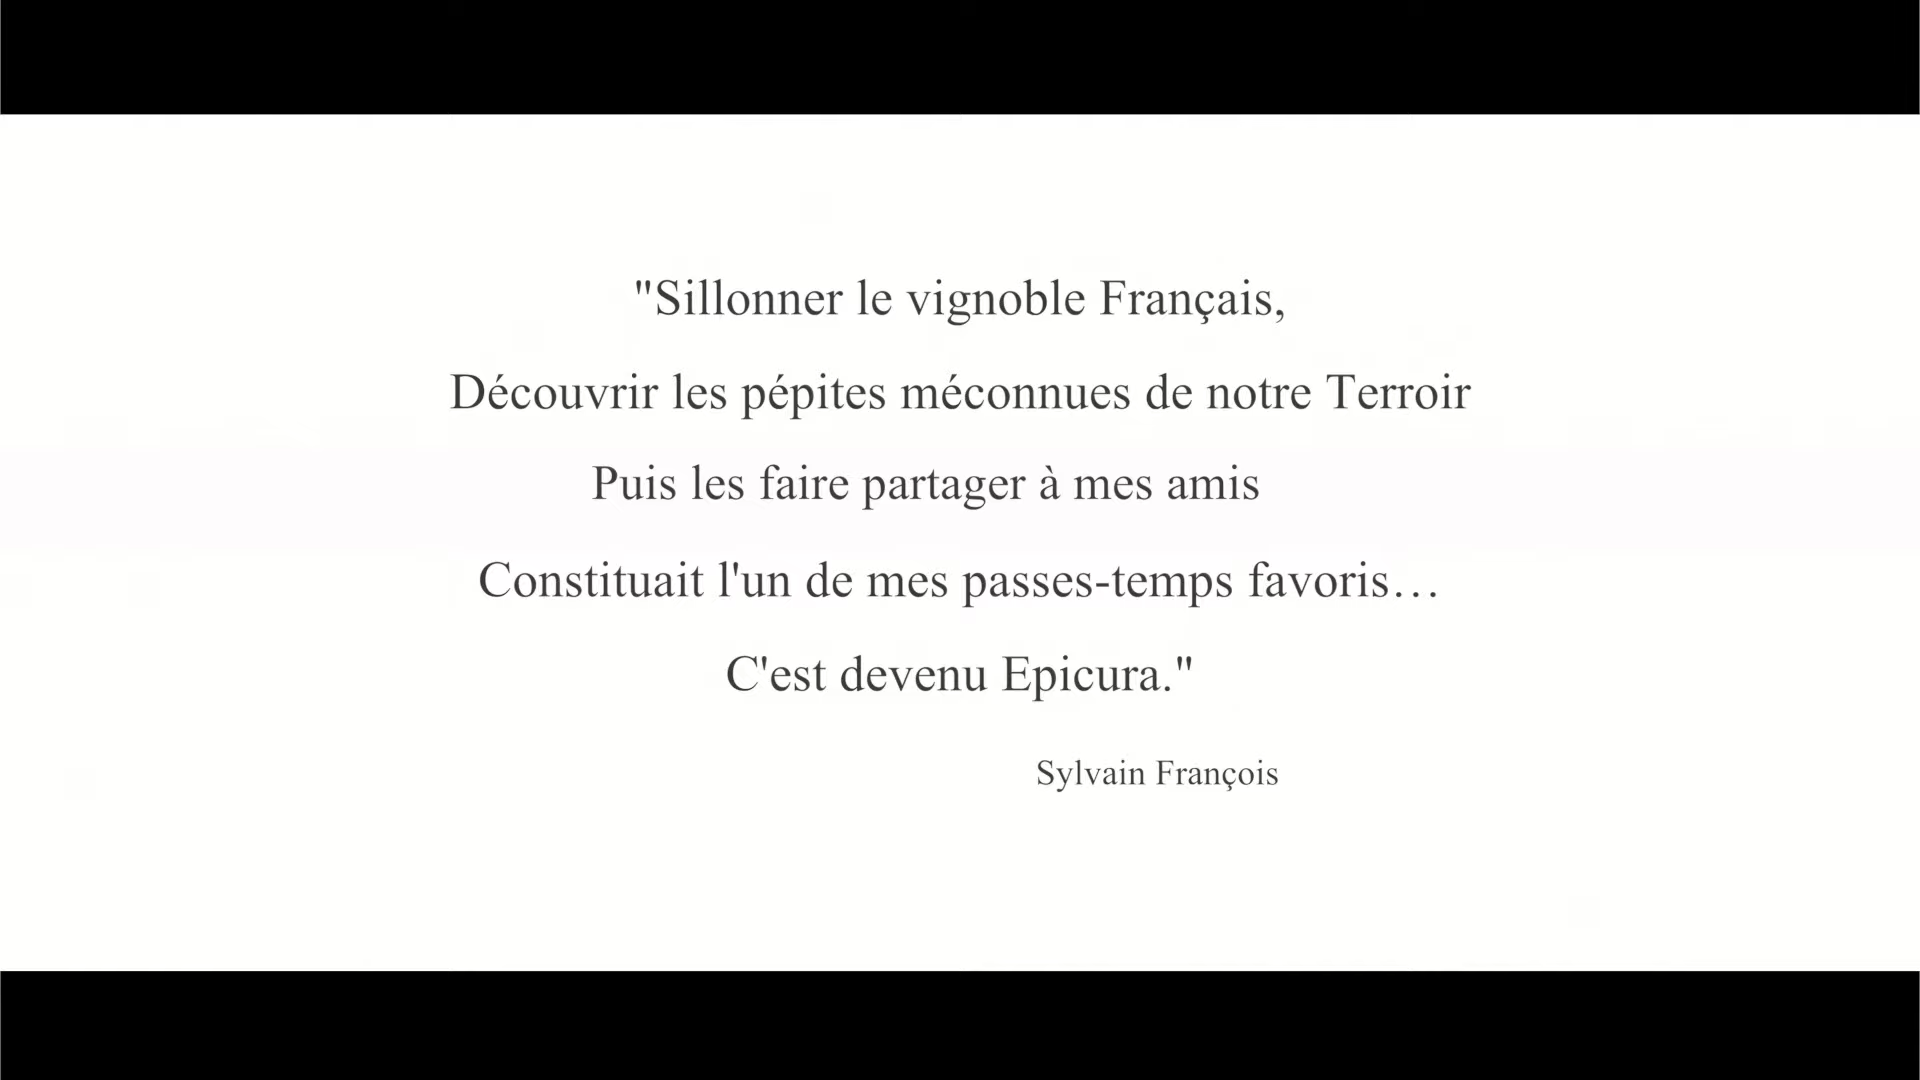 "Sillonner le vignoble Français,
Découvrir les pépites méconnues de notre Terroir
Puis les faire partager à mes amis
Constituait l'un de mes passes-temps favoris…
C'est devenu Epicura."
Sylvain François